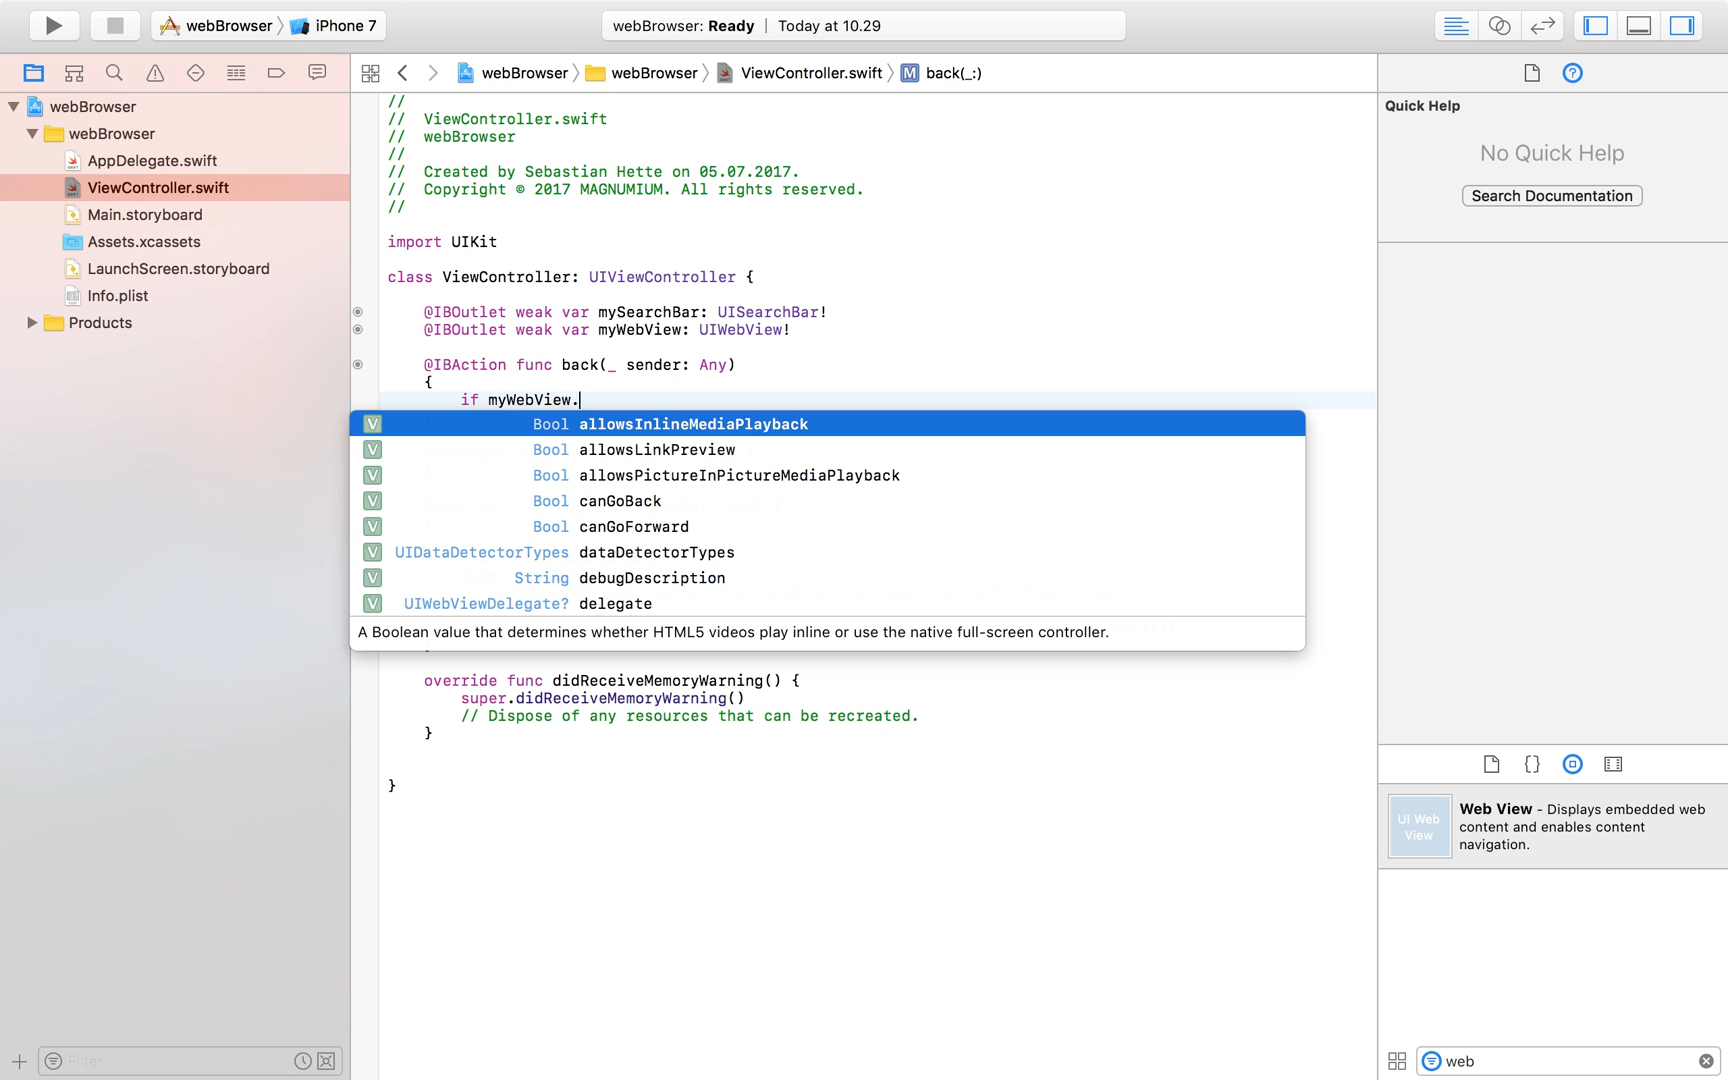 webBrowser
iPhone 7
webBrowser: Ready | Today at 10.29
webBrowser
webBrowser
ViewController.swift
M
back(_:)
webBrowser
webBrowser
AppDelegate.swift
ViewController.swift
Main.storyboard
Assets.xcassets
LaunchScreen.storyboard
Info.plist
Products
Filter
//
// ViewController.swift
// webBrowser
//
// Created by Sebastian Hette on 05.07.2017.
// Copyright © 2017 MAGNUMIUM. All rights reserved.
//
import UIKit
class ViewController: UIViewController {
@IBOutlet weak var mySearchBar: UISearchBar!
@IBOutlet weak var myWebView: UIWebView!
@IBAction func back(_ sender: Any)
{
if myWebView.
V Bool allowsInlineMediaPlayback
V Bool allowsLinkPreview
V Bool allowsPictureInPictureMediaPlayback
V Bool canGoBack
V Bool canGoForward
V UIDataDetectorTypes dataDetectorTypes
V String debugDescription
V UIWebViewDelegate? delegate
A Boolean value that determines whether HTML5 videos play inline or use the native full-screen controller.
override func didReceiveMemoryWarning() {
super.didReceiveMemoryWarning()
// Dispose of any resources that can be recreated.
}
}
Quick Help
No Quick Help
Search Documentation
{}
UI Web
View
Web View - Displays embedded web
content and enables content
navigation.
web